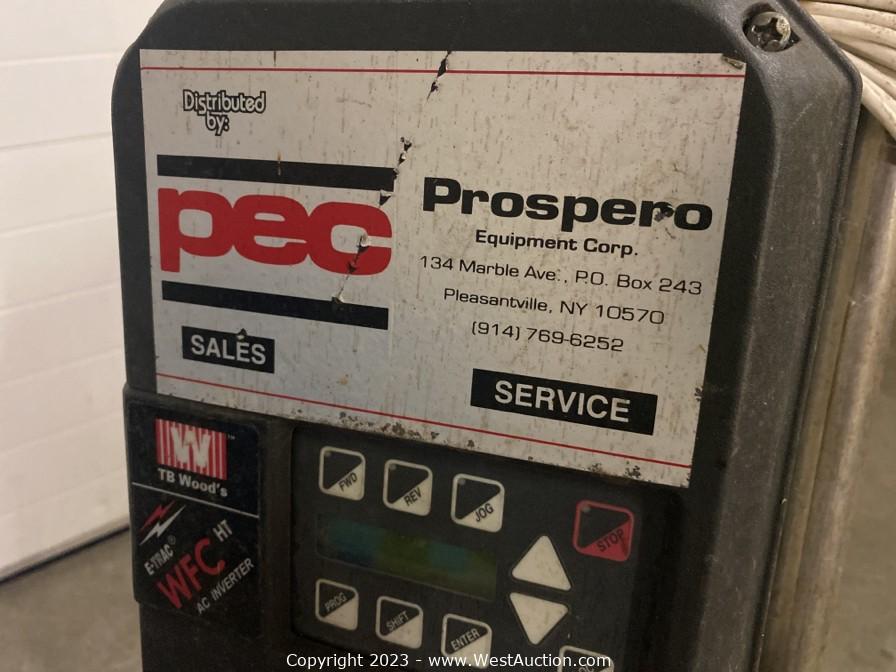 Distributed
by:
pec
Prospero
Equipment Corp.
134 Marble Ave., P.O. Box 243
Pleasantville, NY 10570
(914) 769-6252
SALES
SERVICE
TM
TB Wood's
E-TRAC®
WFC HT
AC INVERTER
FWD
REV
JOG
STOP
PROG
SHIFT
ENTER
Copyright 2023 - www.WestAuction.com